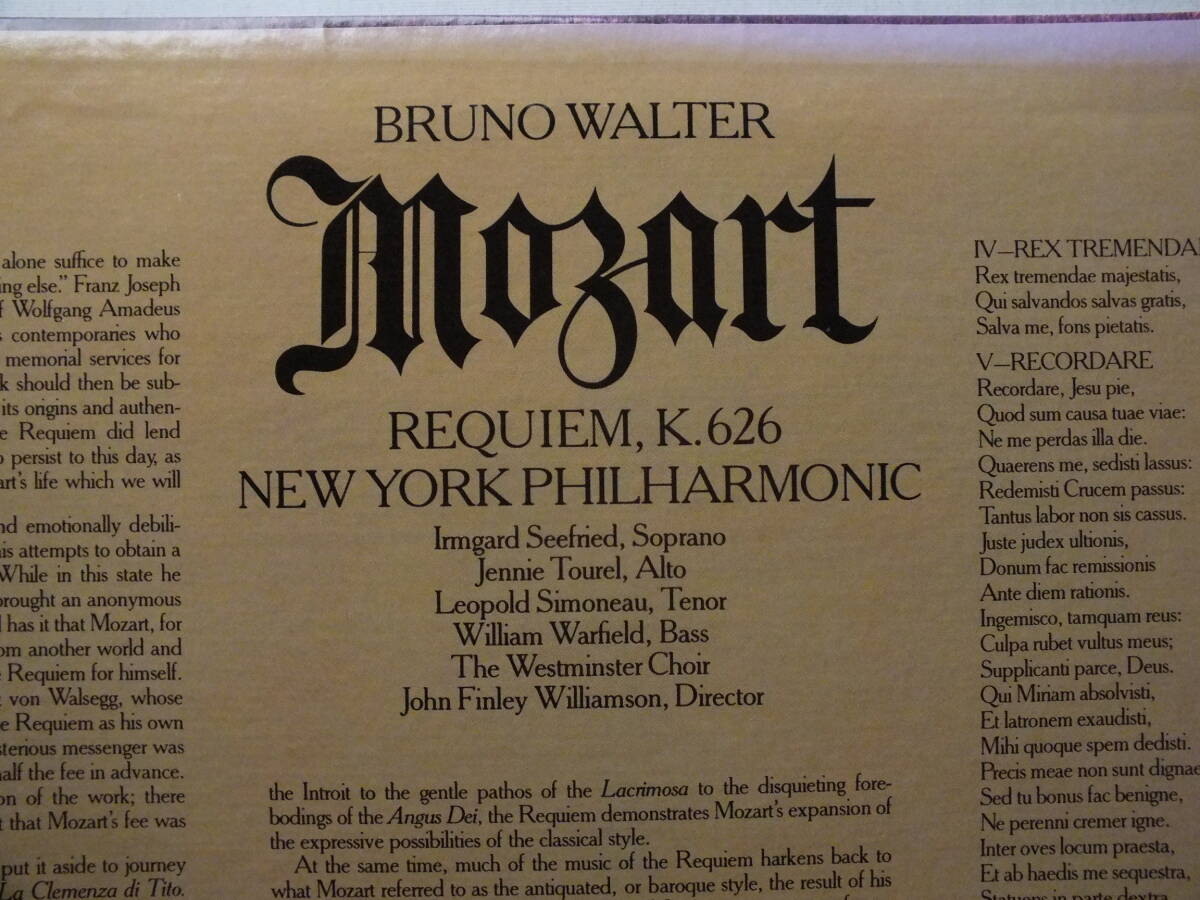 BRUNO WALTER
Mozart
REQUIEM, K.626
NEW YORK PHILHARMONIC
Irmgard Seefried, Soprano
Jennie Tourel, Alto
Leopold Simoneau, Tenor
William Warfield, Bass
The Westminster Choir
John Finley Williamson, Director
alone suffice to make
ing else." Franz Joseph
f Wolfgang Amadeus
s contemporaries who
memorial services for
k should then be sub-
its origins and authen-
e Requiem did lend
o persist to this day, as
art's life which we will
nd emotionally debili-
his attempts to obtain a
While in this state he
brought an anonymous
l has it that Mozart, for
om another world and
e Requiem for himself.
von Walsegg, whose
e Requiem as his own
sterious messenger was
half the fee in advance.
on of the work; there
t that Mozart's fee was
put it aside to journey
La Clemenza di Tito.
the Introit to the gentle pathos of the Lacrimosa to the disquieting fore-
bodings of the Angus Dei, the Requiem demonstrates Mozart's expansion of
the expressive possibilities of the classical style.
At the same time, much of the music of the Requiem harkens back to
what Mozart referred to as the antiquated, or baroque style, the result of his
IV—REX TREMENDA
Rex tremendae majestatis,
Qui salvandos salvas gratis,
Salva me, fons pietatis.
V—RECORDARE
Recordare, Jesu pie,
Quod sum causa tuae viae:
Ne me perdas illa die.
Quaerens me, sedisti lassus:
Redemisti Crucem passus:
Tantus labor non sis cassus.
Juste judex ultionis,
Donum fac remissionis
Ante diem rationis.
Ingemisco, tamquam reus:
Culpa rubet vultus meus;
Supplicanti parce, Deus.
Qui Miriam absolvisti,
Et latronem exaudisti,
Mihi quoque spem dedisti.
Precis meae non sunt dignae
Sed tu bonus fac benigne,
Ne perenni cremer igne.
Inter oves locum praesta,
Et ab haedis me sequestra,
Statuens in parte dextra